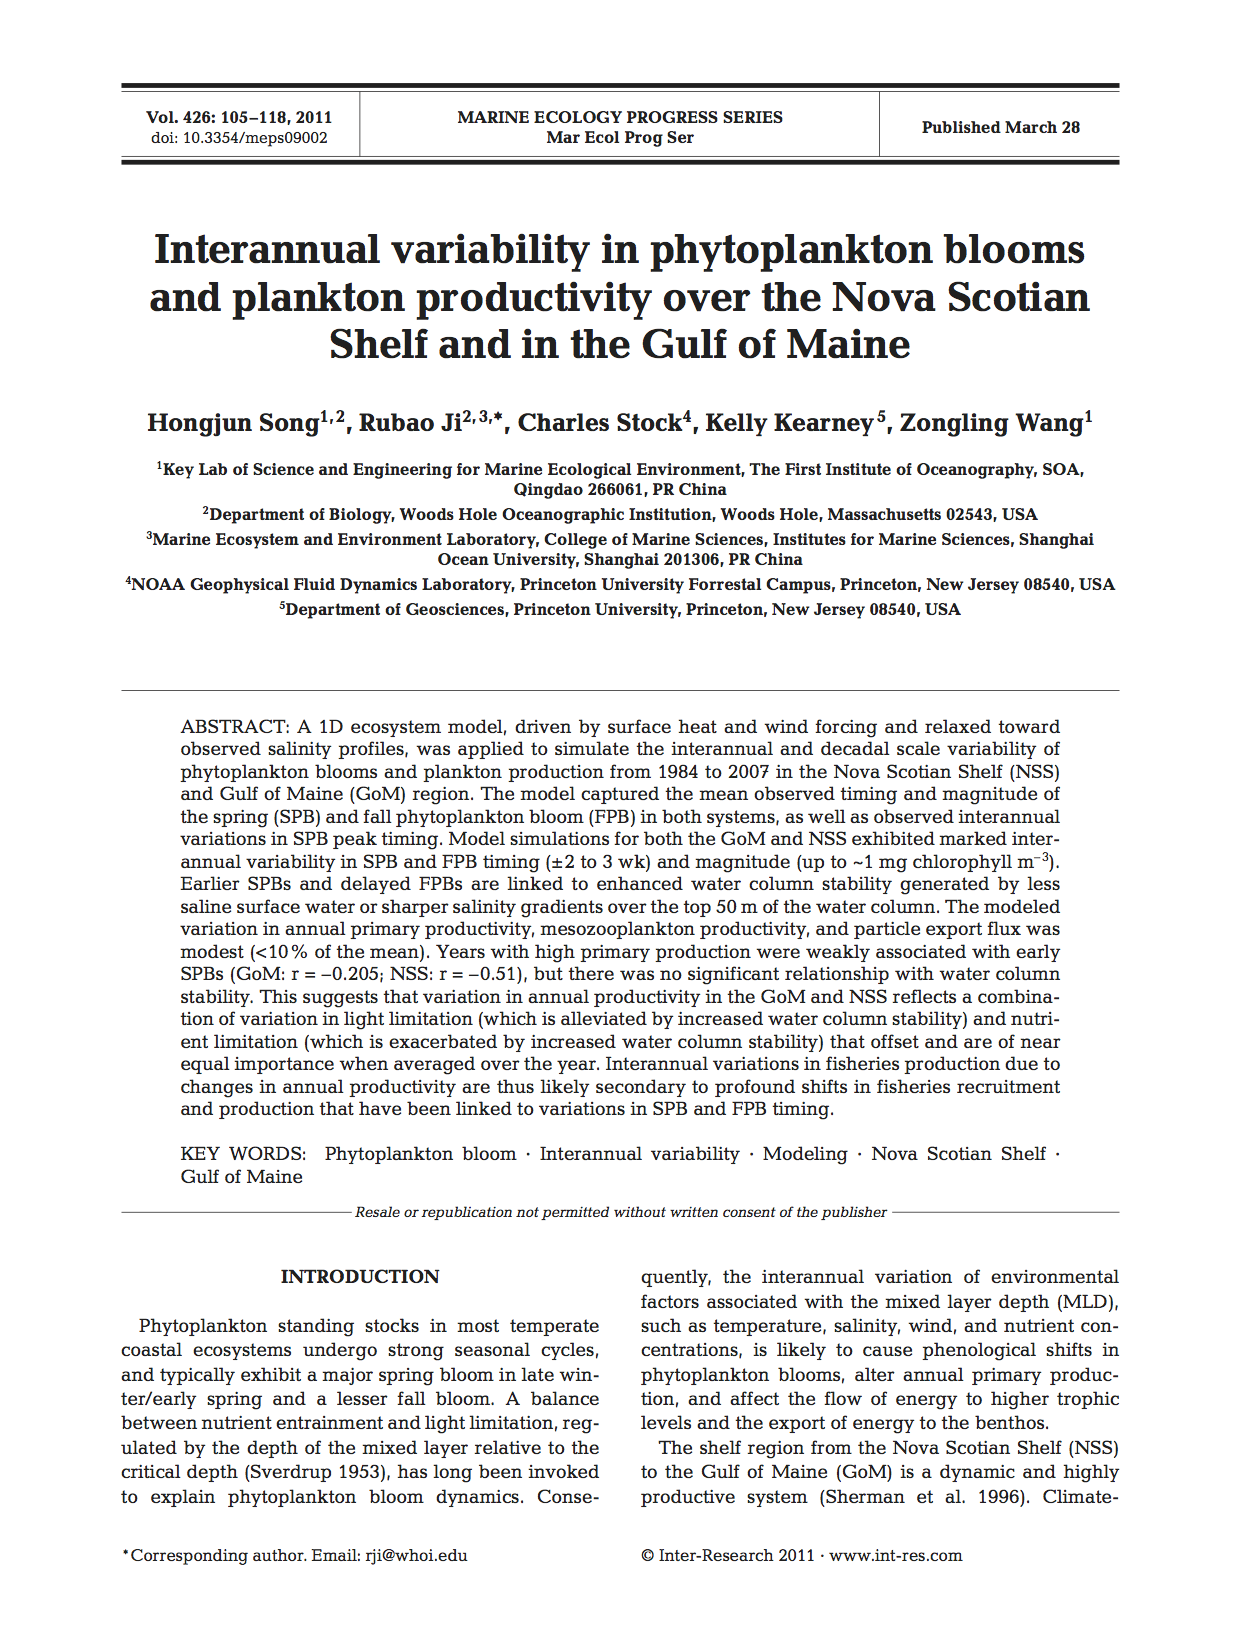 Vol. 426: 105–118, 2011
doi: 10.3354/meps09002
MARINE ECOLOGY PROGRESS SERIES
Mar Ecol Prog Ser
Published March 28
Interannual variability in phytoplankton blooms
and plankton productivity over the Nova Scotian
Shelf and in the Gulf of Maine
Hongjun Song1,2, Rubao Ji2,3,*, Charles Stock4, Kelly Kearney5, Zongling Wang1
1Key Lab of Science and Engineering for Marine Ecological Environment, The First Institute of Oceanography, SOA,
Qingdao 266061, PR China
2Department of Biology, Woods Hole Oceanographic Institution, Woods Hole, Massachusetts 02543, USA
3Marine Ecosystem and Environment Laboratory, College of Marine Sciences, Institutes for Marine Sciences, Shanghai
Ocean University, Shanghai 201306, PR China
4NOAA Geophysical Fluid Dynamics Laboratory, Princeton University Forrestal Campus, Princeton, New Jersey 08540, USA
5Department of Geosciences, Princeton University, Princeton, New Jersey 08540, USA
ABSTRACT: A 1D ecosystem model, driven by surface heat and wind forcing and relaxed toward
observed salinity profiles, was applied to simulate the interannual and decadal scale variability of
phytoplankton blooms and plankton production from 1984 to 2007 in the Nova Scotian Shelf (NSS)
and Gulf of Maine (GoM) region. The model captured the mean observed timing and magnitude of
the spring (SPB) and fall phytoplankton bloom (FPB) in both systems, as well as observed interannual
variations in SPB peak timing. Model simulations for both the GoM and NSS exhibited marked inter-
annual variability in SPB and FPB timing (±2 to 3 wk) and magnitude (up to ~1 mg chlorophyll m−3).
Earlier SPBs and delayed FPBs are linked to enhanced water column stability generated by less
saline surface water or sharper salinity gradients over the top 50 m of the water column. The modeled
variation in annual primary productivity, mesozooplankton productivity, and particle export flux was
modest (<10% of the mean). Years with high primary production were weakly associated with early
SPBs (GoM: r = −0.205; NSS: r = −0.51), but there was no significant relationship with water column
stability. This suggests that variation in annual productivity in the GoM and NSS reflects a combina-
tion of variation in light limitation (which is alleviated by increased water column stability) and nutri-
ent limitation (which is exacerbated by increased water column stability) that offset and are of near
equal importance when averaged over the year. Interannual variations in fisheries production due to
changes in annual productivity are thus likely secondary to profound shifts in fisheries recruitment
and production that have been linked to variations in SPB and FPB timing.
KEY WORDS: Phytoplankton bloom · Interannual variability · Modeling · Nova Scotian Shelf ·
Gulf of Maine
Resale or republication not permitted without written consent of the publisher
INTRODUCTION
Phytoplankton standing stocks in most temperate
coastal ecosystems undergo strong seasonal cycles,
and typically exhibit a major spring bloom in late win-
ter/early spring and a lesser fall bloom. A balance
between nutrient entrainment and light limitation, reg-
ulated by the depth of the mixed layer relative to the
critical depth (Sverdrup 1953), has long been invoked
to explain phytoplankton bloom dynamics. Conse-
quently, the interannual variation of environmental
factors associated with the mixed layer depth (MLD),
such as temperature, salinity, wind, and nutrient con-
centrations, is likely to cause phenological shifts in
phytoplankton blooms, alter annual primary produc-
tion, and affect the flow of energy to higher trophic
levels and the export of energy to the benthos.
The shelf region from the Nova Scotian Shelf (NSS)
to the Gulf of Maine (GoM) is a dynamic and highly
productive system (Sherman et al. 1996). Climate-
*Corresponding author. Email: rji@whoi.edu
© Inter-Research 2011 · www.int-res.com